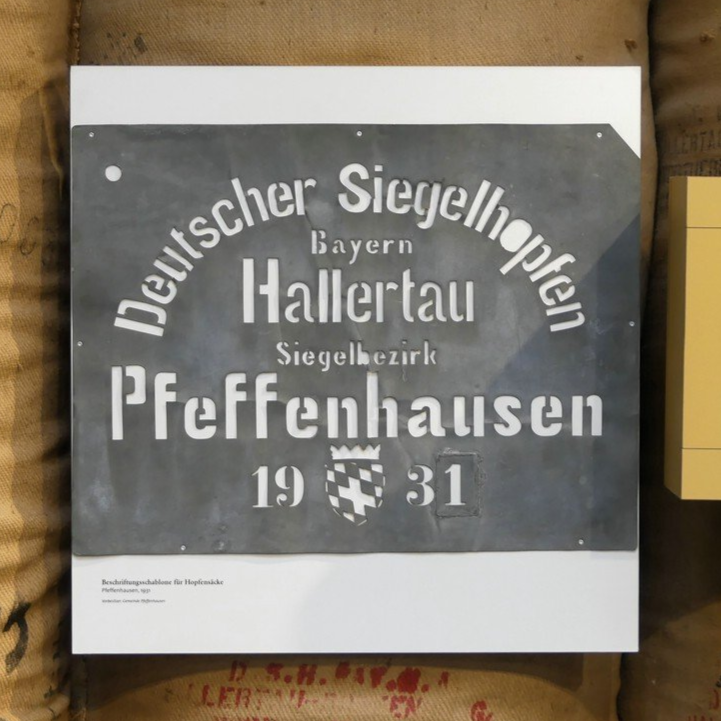 Deutscher Siegelhopfen
Bayern
Hallertau
Siegelbezirk
Pfeffenhausen
19 31
Beschriftungsschablone für Hopfensäcke
Pfeffenhausen, 1931